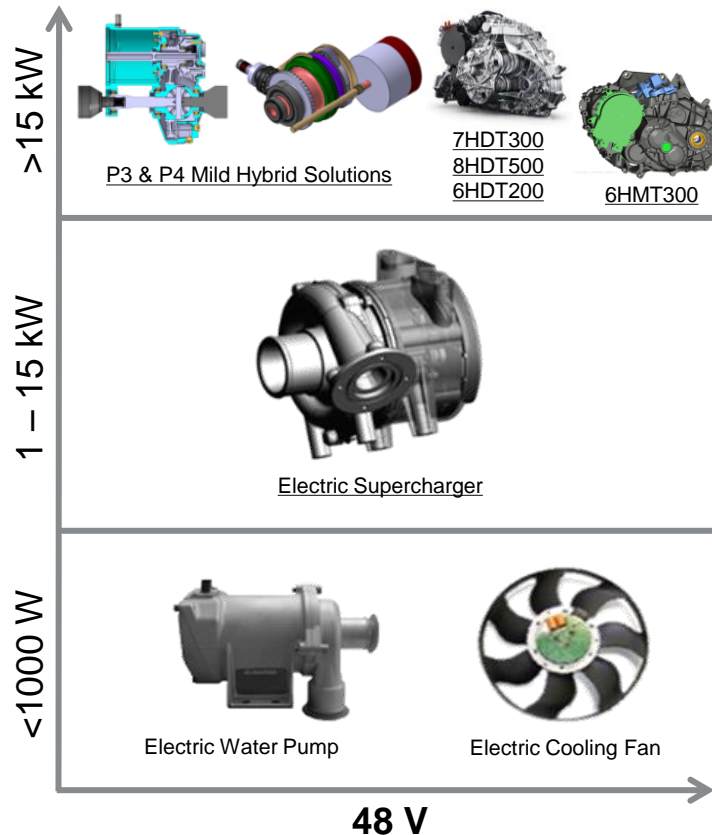 >15 kW
P3 & P4 Mild Hybrid Solutions
7HDT300
8HDT500
6HDT200
6HMT300
1 – 15 kW
Electric Supercharger
<1000 W
Electric Water Pump
Electric Cooling Fan
48 V